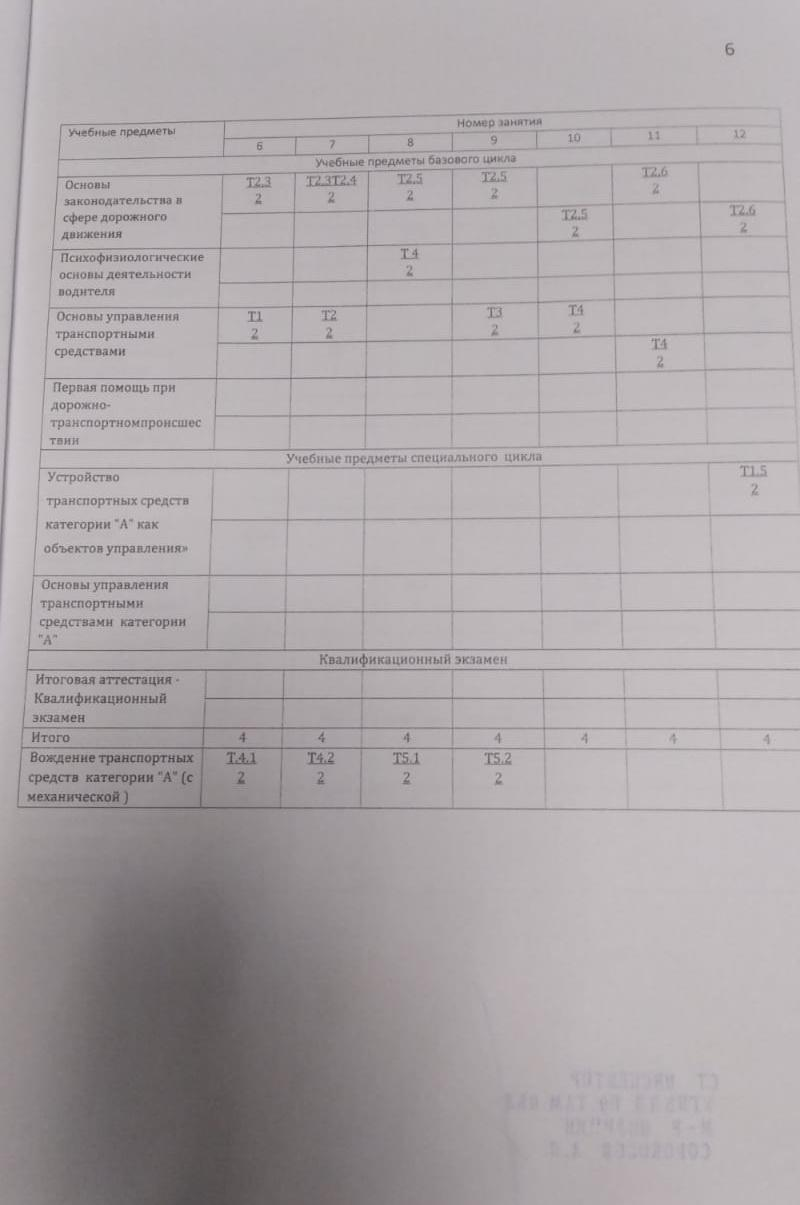 6
Учебные предметы
Номер занятия
6 7 8 9 10 11 12
Учебные предметы базового цикла
Основы
законодательства в
сфере дорожного
движения
Т2.3 Т2.3Т2.4 Т2.5 Т2.5 Т2.6
2 2 2 2 2
Т2.5 Т2.6
2 2
Психофизиологические
основы деятельности
водителя
Т4
2
Основы управления
транспортными
средствами
Т1 Т2 Т3 Т4
2 2 2 2
Т4
2
Первая помощь при
дорожно-
транспортномпроисшес
твии
Учебные предметы специального цикла
Устройство
транспортных средств
категории "А" как
объектов управления»
Т1.5
2
Основы управления
транспортными
средствами категории
"А"
Квалификационный экзамен
Итоговая аттестация -
Квалификационный
экзамен
Итого 4 4 4 4 4 4 4
Вождение транспортных
средств категории "А" (с
механической )
Т.4.1 Т4.2 Т5.1 Т5.2
2 2 2 2